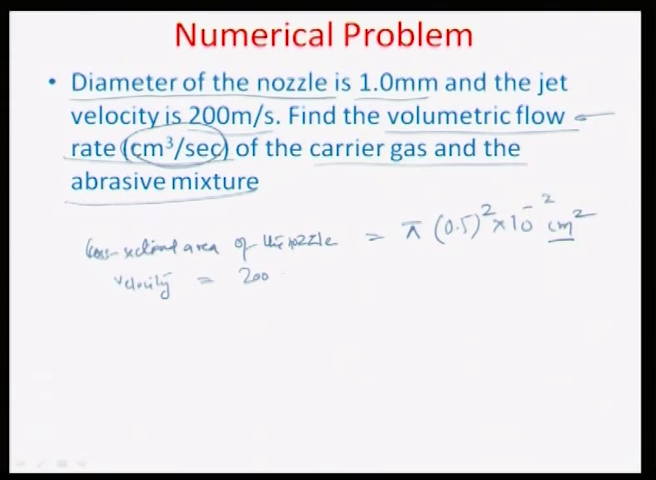 Numerical Problem
• Diameter of the nozzle is 1.0mm and the jet
velocity is 200m/s. Find the volumetric flow
rate (cm³/sec) of the carrier gas and the
abrasive mixture
Cross-sectional area of the nozzle = π (0.5)² × 10⁻² cm²
velocity = 200